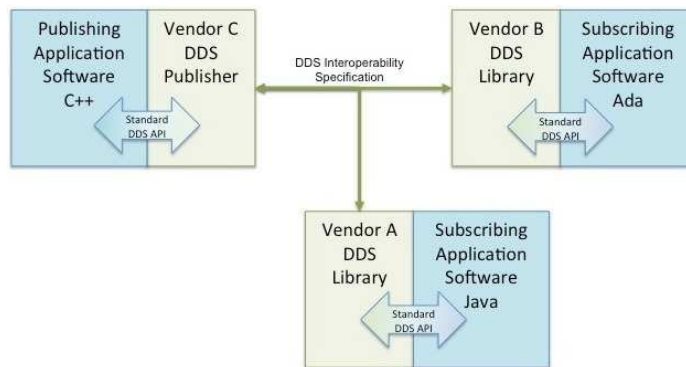 Publishing
Application
Software
C++
Vendor C
DDS
Publisher
Standard
DDS API
DDS Interoperability
Specification
Vendor B
DDS
Library
Subscribing
Application
Software
Ada
Standard
DDS API
Vendor A
DDS
Library
Subscribing
Application
Software
Java
Standard
DDS API